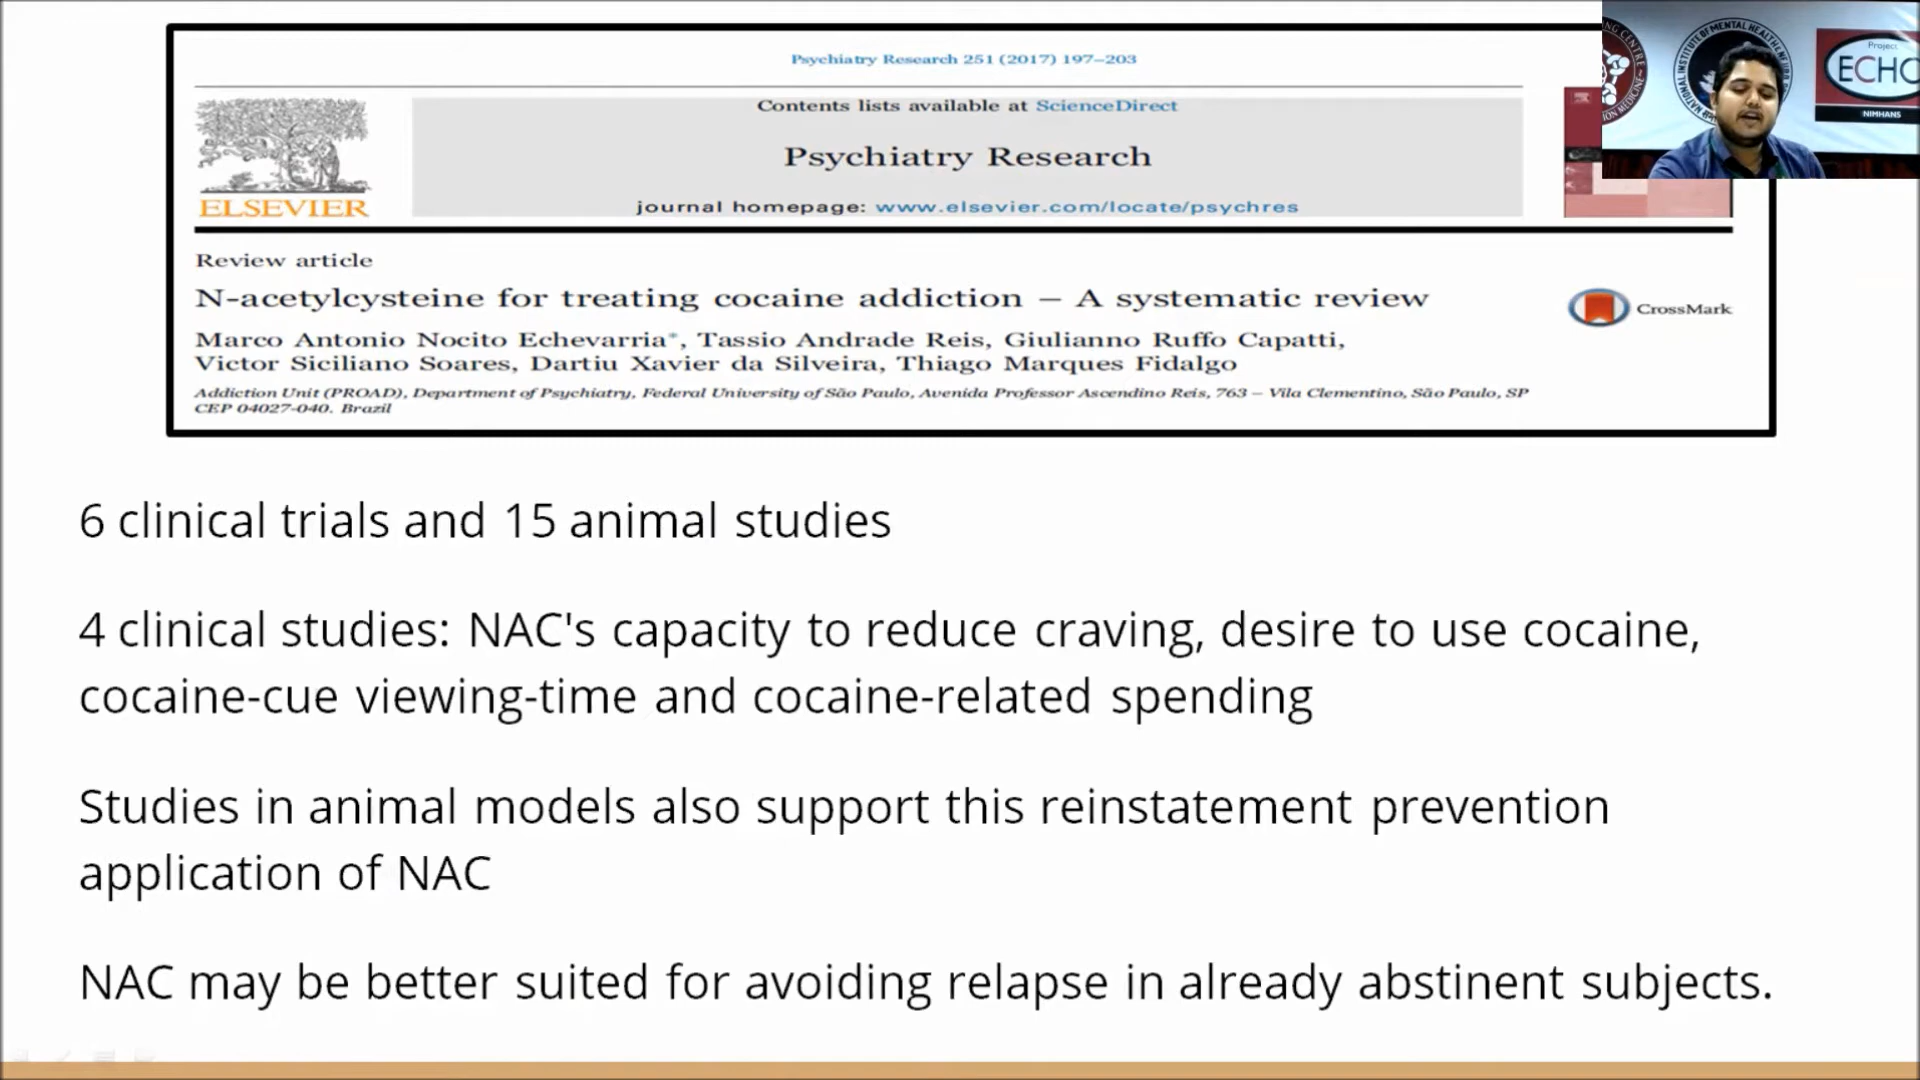 Psychiatry Research 251 (2017) 197–203
Contents lists available at ScienceDirect
Psychiatry Research
journal homepage: www.elsevier.com/locate/psychres
ELSEVIER
Project
ECHO
NIMHANS
Review article
N-acetylcysteine for treating cocaine addiction – A systematic review
CrossMark
Marco Antonio Nocito Echevarria*, Tassio Andrade Reis, Giulianno Ruffo Capatti,
Victor Siciliano Soares, Dartiu Xavier da Silveira, Thiago Marques Fidalgo
Addiction Unit (PROAD), Department of Psychiatry, Federal University of São Paulo, Avenida Professor Ascendino Reis, 763 – Vila Clementino, São Paulo, SP
CEP 04027-040. Brazil
6 clinical trials and 15 animal studies
4 clinical studies: NAC's capacity to reduce craving, desire to use cocaine,
cocaine-cue viewing-time and cocaine-related spending
Studies in animal models also support this reinstatement prevention
application of NAC
NAC may be better suited for avoiding relapse in already abstinent subjects.